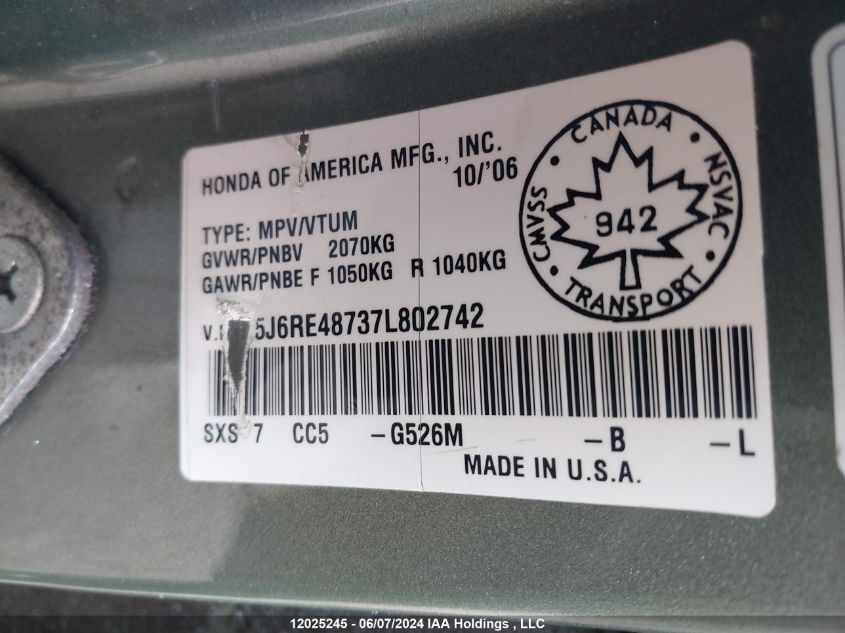 HONDA OF AMERICA MFG., INC.
10/'06
TYPE: MPV/VTUM
GVWR/PNBV 2070KG
GAWR/PNBE F 1050KG R 1040KG
CANADA
NSVAC
942
CMVSS
TRANSPORT
5J6RE48737L802742
SXS 7 CC5 -G526M -B -L
MADE IN U.S.A.
12025245 - 06/07/2024 IAA Holdings , LLC